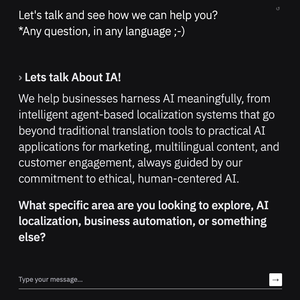 Let's talk and see how we can help you?
*Any question, in any language ;-)
› Lets talk About IA!
We help businesses harness AI meaningfully, from
intelligent agent-based localization systems that go
beyond traditional translation tools to practical AI
applications for marketing, multilingual content, and
customer engagement, always guided by our
commitment to ethical, human-centered AI.
What specific area are you looking to explore, AI
localization, business automation, or something
else?
Type your message...
→